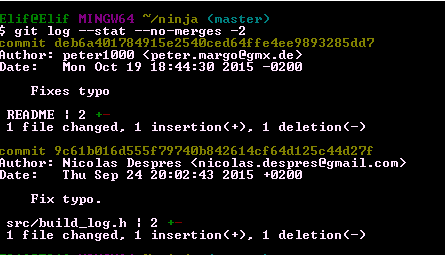 Elif@Elif MINGW64 ~/ninja (master)
$ git log --stat --no-merges -2
commit deb6a401784915e2540ced64ffe4ee9893285dd7
Author: peter1000 <peter.margo@gmx.de>
Date:   Mon Oct 19 18:44:30 2015 -0200
    Fixes typo
 README | 2 +-
 1 file changed, 1 insertion(+), 1 deletion(-)
commit 9c61b016d555f79740b842614cf64d125c44d27f
Author: Nicolas Despres <nicolas.despres@gmail.com>
Date:   Thu Sep 24 20:02:43 2015 +0200
    Fix typo.
 src/build_log.h | 2 +-
 1 file changed, 1 insertion(+), 1 deletion(-)